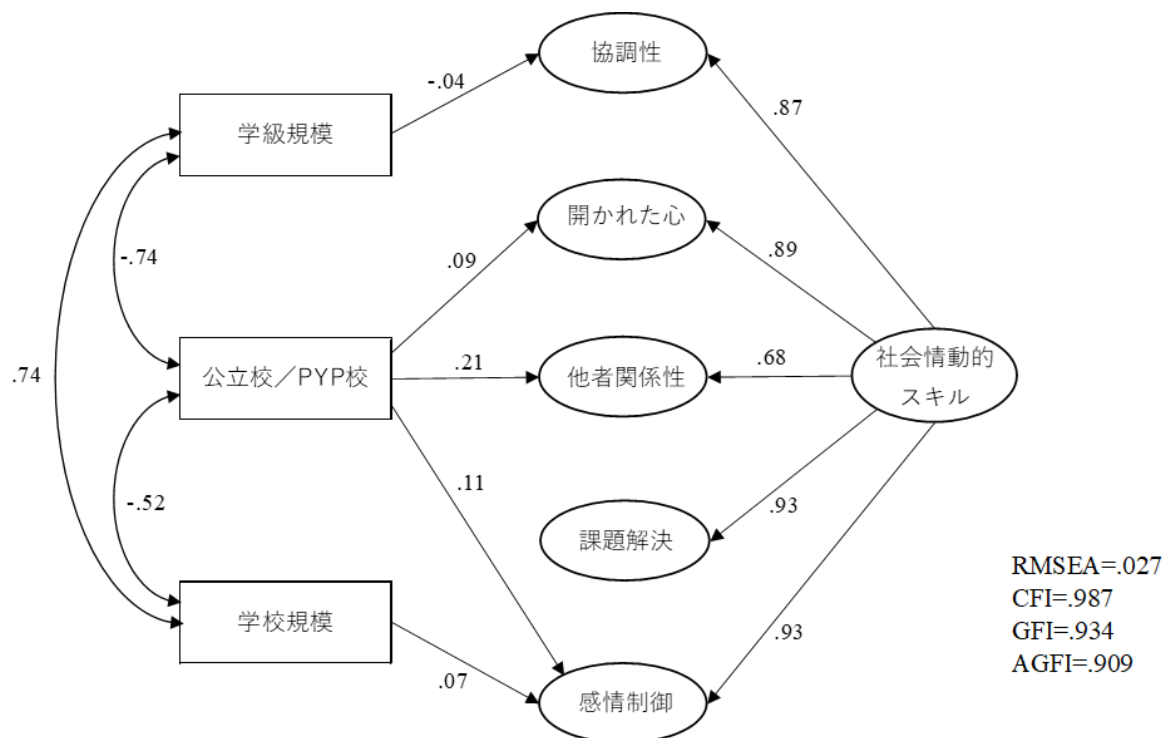 協調性
-.04
.87
学級規模
開かれた心
.09
.89
-.74
.74
公立校／PYP校
.21
他者関係性
.68
社会情動的
スキル
.11
-.52
課題解決
.93
学校規模
.07
感情制御
.93
RMSEA=.027
CFI=.987
GFI=.934
AGFI=.909